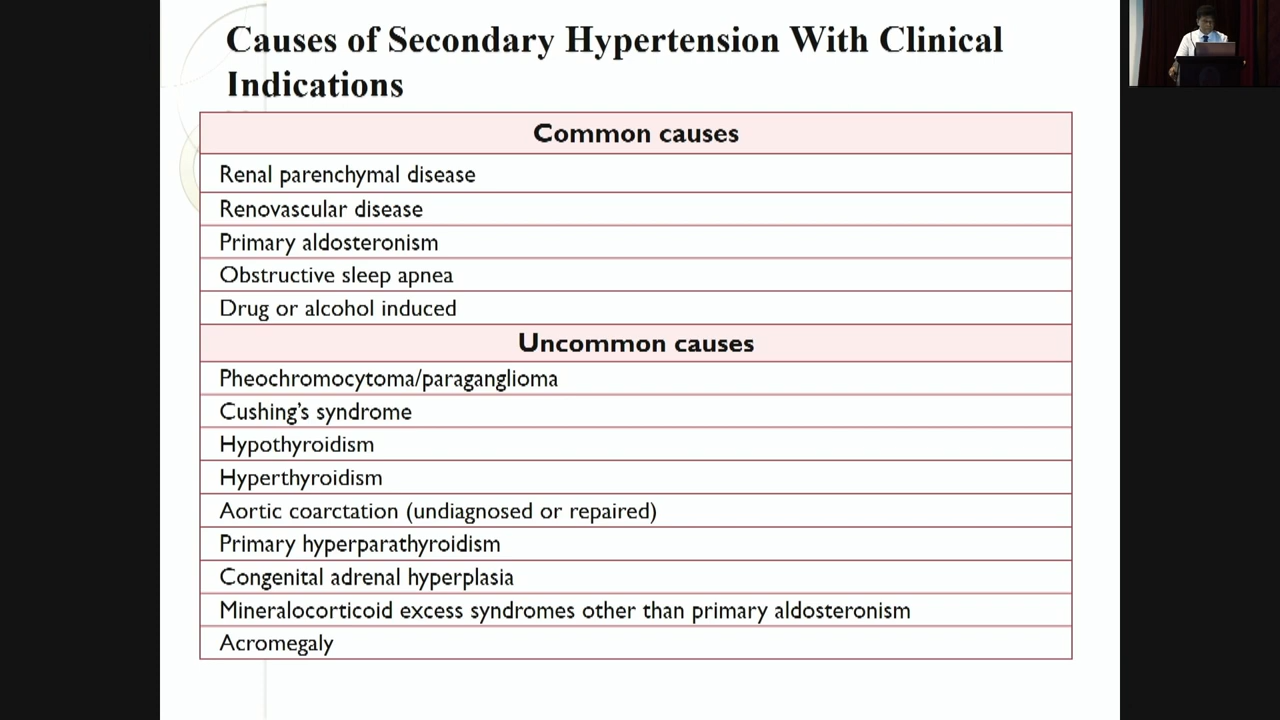 Causes of Secondary Hypertension With Clinical
Indications
Common causes
Renal parenchymal disease
Renovascular disease
Primary aldosteronism
Obstructive sleep apnea
Drug or alcohol induced
Uncommon causes
Pheochromocytoma/paraganglioma
Cushing’s syndrome
Hypothyroidism
Hyperthyroidism
Aortic coarctation (undiagnosed or repaired)
Primary hyperparathyroidism
Congenital adrenal hyperplasia
Mineralocorticoid excess syndromes other than primary aldosteronism
Acromegaly